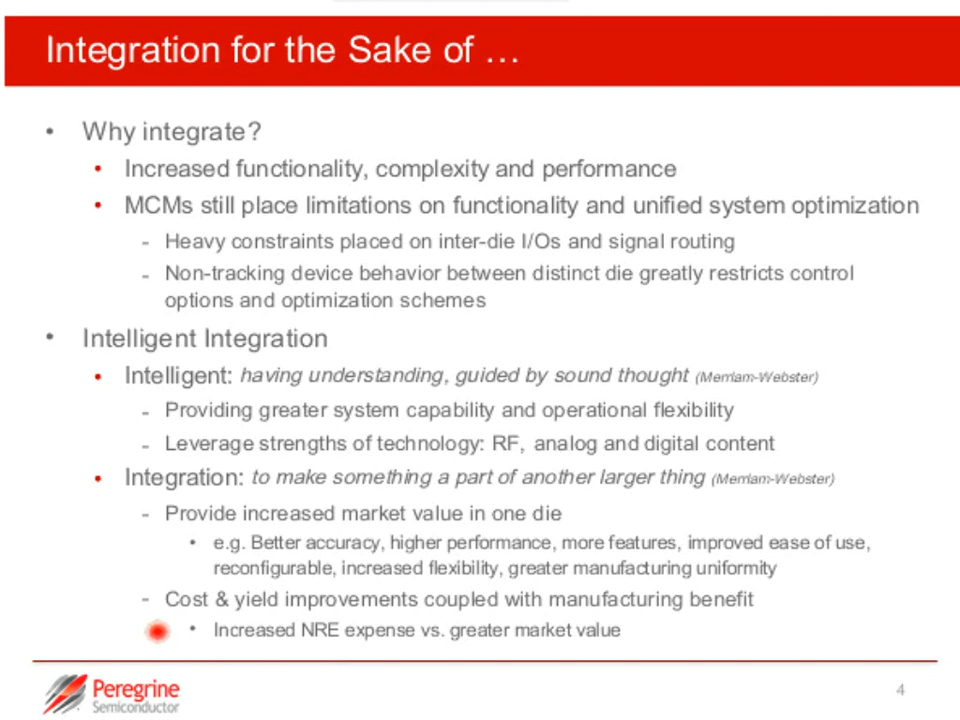 Integration for the Sake of …
• Why integrate?
• Increased functionality, complexity and performance
• MCMs still place limitations on functionality and unified system optimization
- Heavy constraints placed on inter-die I/Os and signal routing
- Non-tracking device behavior between distinct die greatly restricts control
options and optimization schemes
• Intelligent Integration
• Intelligent: having understanding, guided by sound thought (Merriam-Webster)
- Providing greater system capability and operational flexibility
- Leverage strengths of technology: RF, analog and digital content
• Integration: to make something a part of another larger thing (Merriam-Webster)
- Provide increased market value in one die
• e.g. Better accuracy, higher performance, more features, improved ease of use,
reconfigurable, increased flexibility, greater manufacturing uniformity
- Cost & yield improvements coupled with manufacturing benefit
• Increased NRE expense vs. greater market value
Peregrine
Semiconductor
4